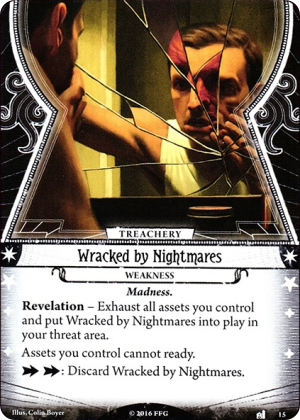 TREACHERY
Wracked by Nightmares
WEAKNESS
Madness.
Revelation – Exhaust all assets you control
and put Wracked by Nightmares into play in
your threat area.
Assets you control cannot ready.
: Discard Wracked by Nightmares.
Illus. Colin Boyer © 2016 FFG 15